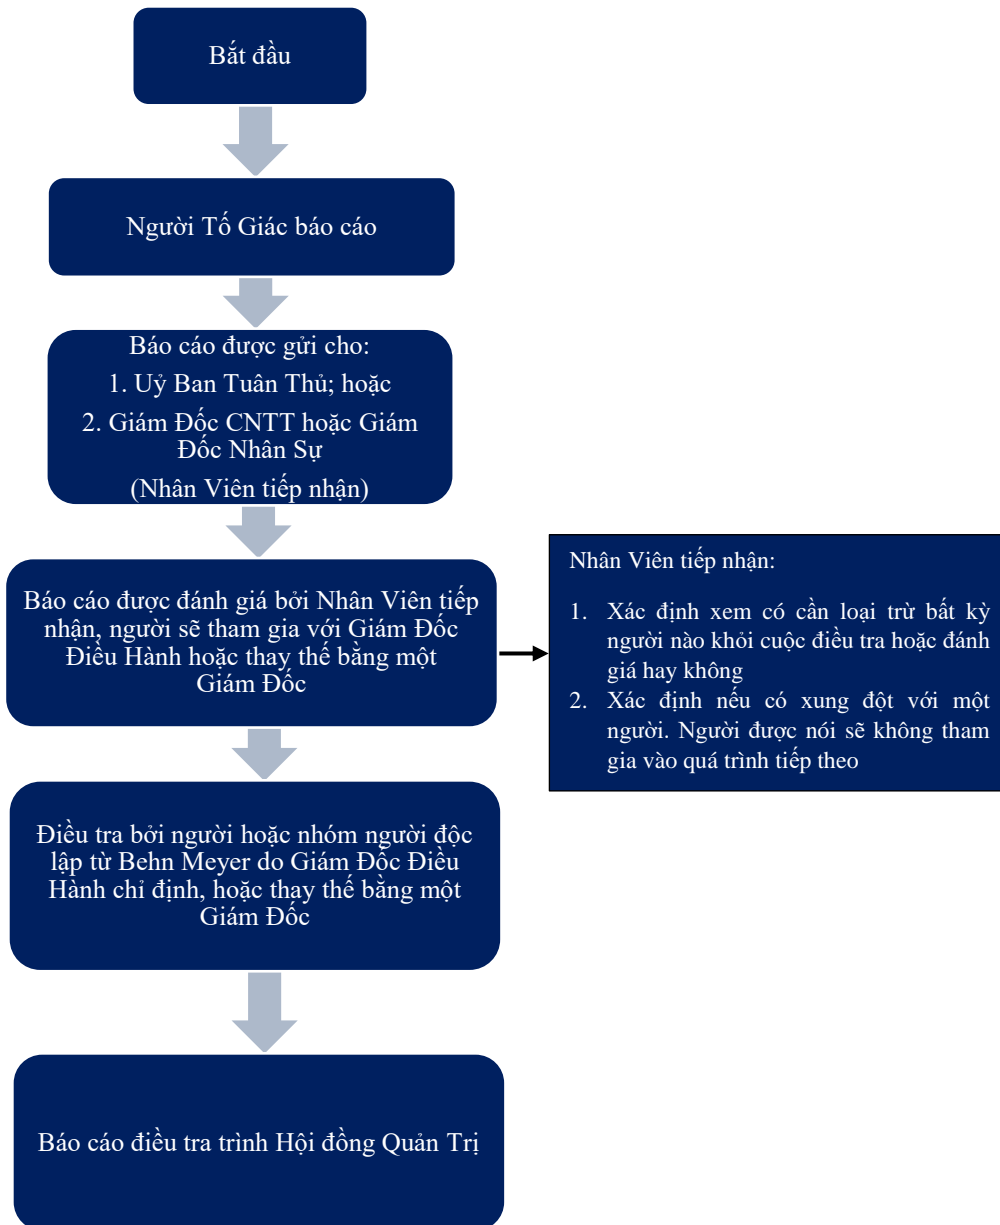 Bắt đầu
Người Tố Giác báo cáo
Báo cáo được gửi cho:
1. Uỷ Ban Tuân Thủ; hoặc
2. Giám Đốc CNTT hoặc Giám
Đốc Nhân Sự
(Nhân Viên tiếp nhận)
Báo cáo được đánh giá bởi Nhân Viên tiếp
nhận, người sẽ tham gia với Giám Đốc
Điều Hành hoặc thay thế bằng một
Giám Đốc
Nhân Viên tiếp nhận:
1. Xác định xem có cần loại trừ bất kỳ
người nào khỏi cuộc điều tra hoặc đánh
giá hay không
2. Xác định nếu có xung đột với một
người. Người được nói sẽ không tham
gia vào quá trình tiếp theo
Điều tra bởi người hoặc nhóm người độc
lập từ Behn Meyer do Giám Đốc Điều
Hành chỉ định, hoặc thay thế bằng một
Giám Đốc
Báo cáo điều tra trình Hội đồng Quản Trị